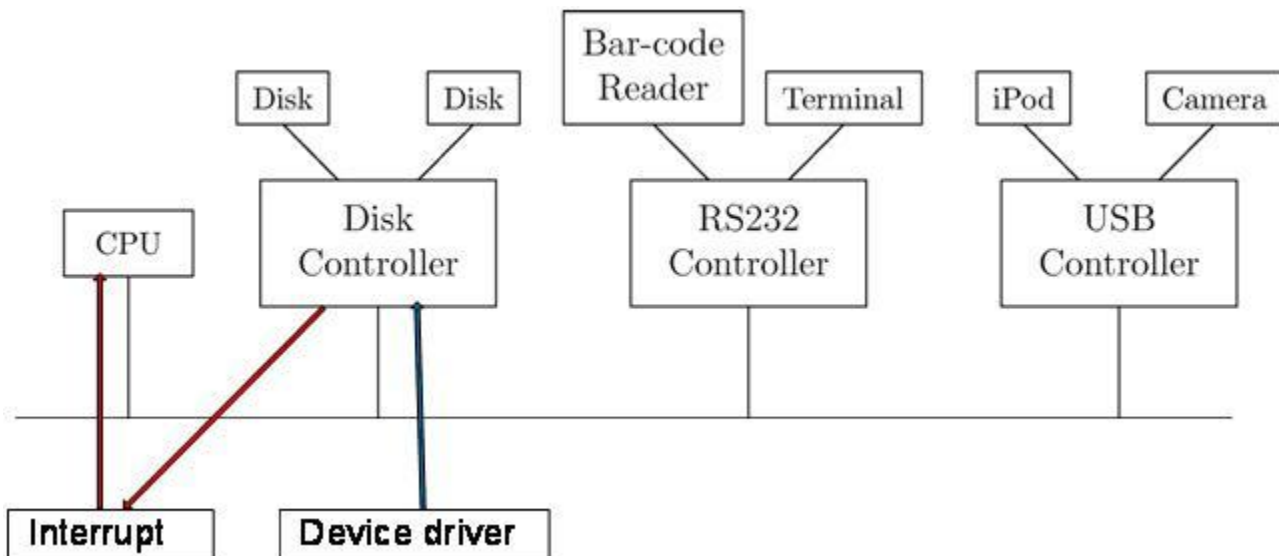 Bar-code
Reader
Disk
Disk
Terminal
iPod
Camera
CPU
Disk
Controller
RS232
Controller
USB
Controller
Interrupt
Device driver